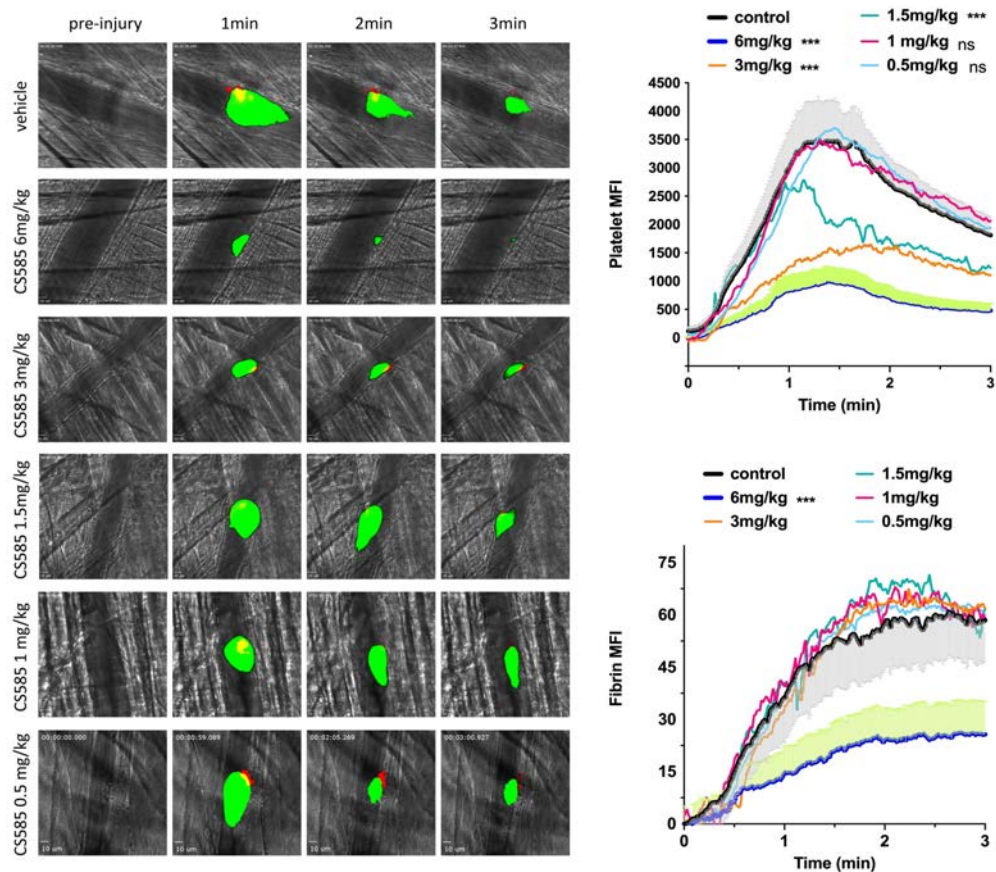 pre-injury 1min 2min 3min
vehicle
CS585 6mg/kg
CS585 3mg/kg
CS585 1.5mg/kg
CS585 1 mg/kg
CS585 0.5 mg/kg
00:00:00.000 00:00:59.089 00:02:05.269 00:03:00.927
10 um 10 um 10 um 10 um
control 1.5mg/kg ***
6mg/kg *** 1 mg/kg ns
3mg/kg *** 0.5mg/kg ns
Platelet MFI
4500
4000
3500
3000
2500
2000
1500
1000
500
0
0 1 2 3
Time (min)
control 1.5mg/kg
6mg/kg *** 1mg/kg
3mg/kg 0.5mg/kg
Fibrin MFI
75
60
45
30
15
0
0 1 2 3
Time (min)